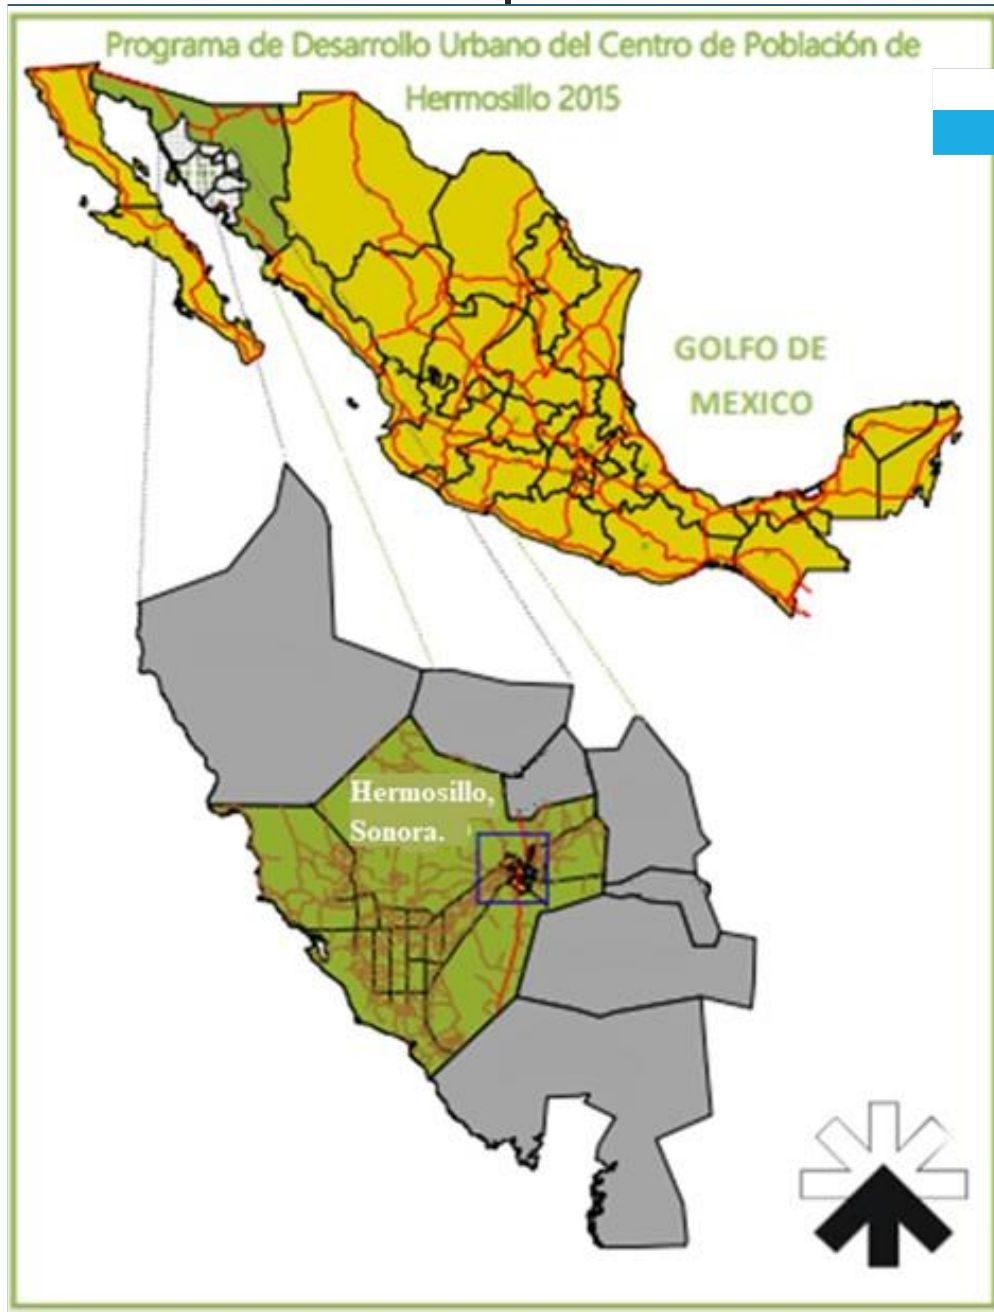 Programa de Desarrollo Urbano del Centro de Población de
Hermosillo 2015
GOLFO DE
MEXICO
Hermosillo,
Sonora.